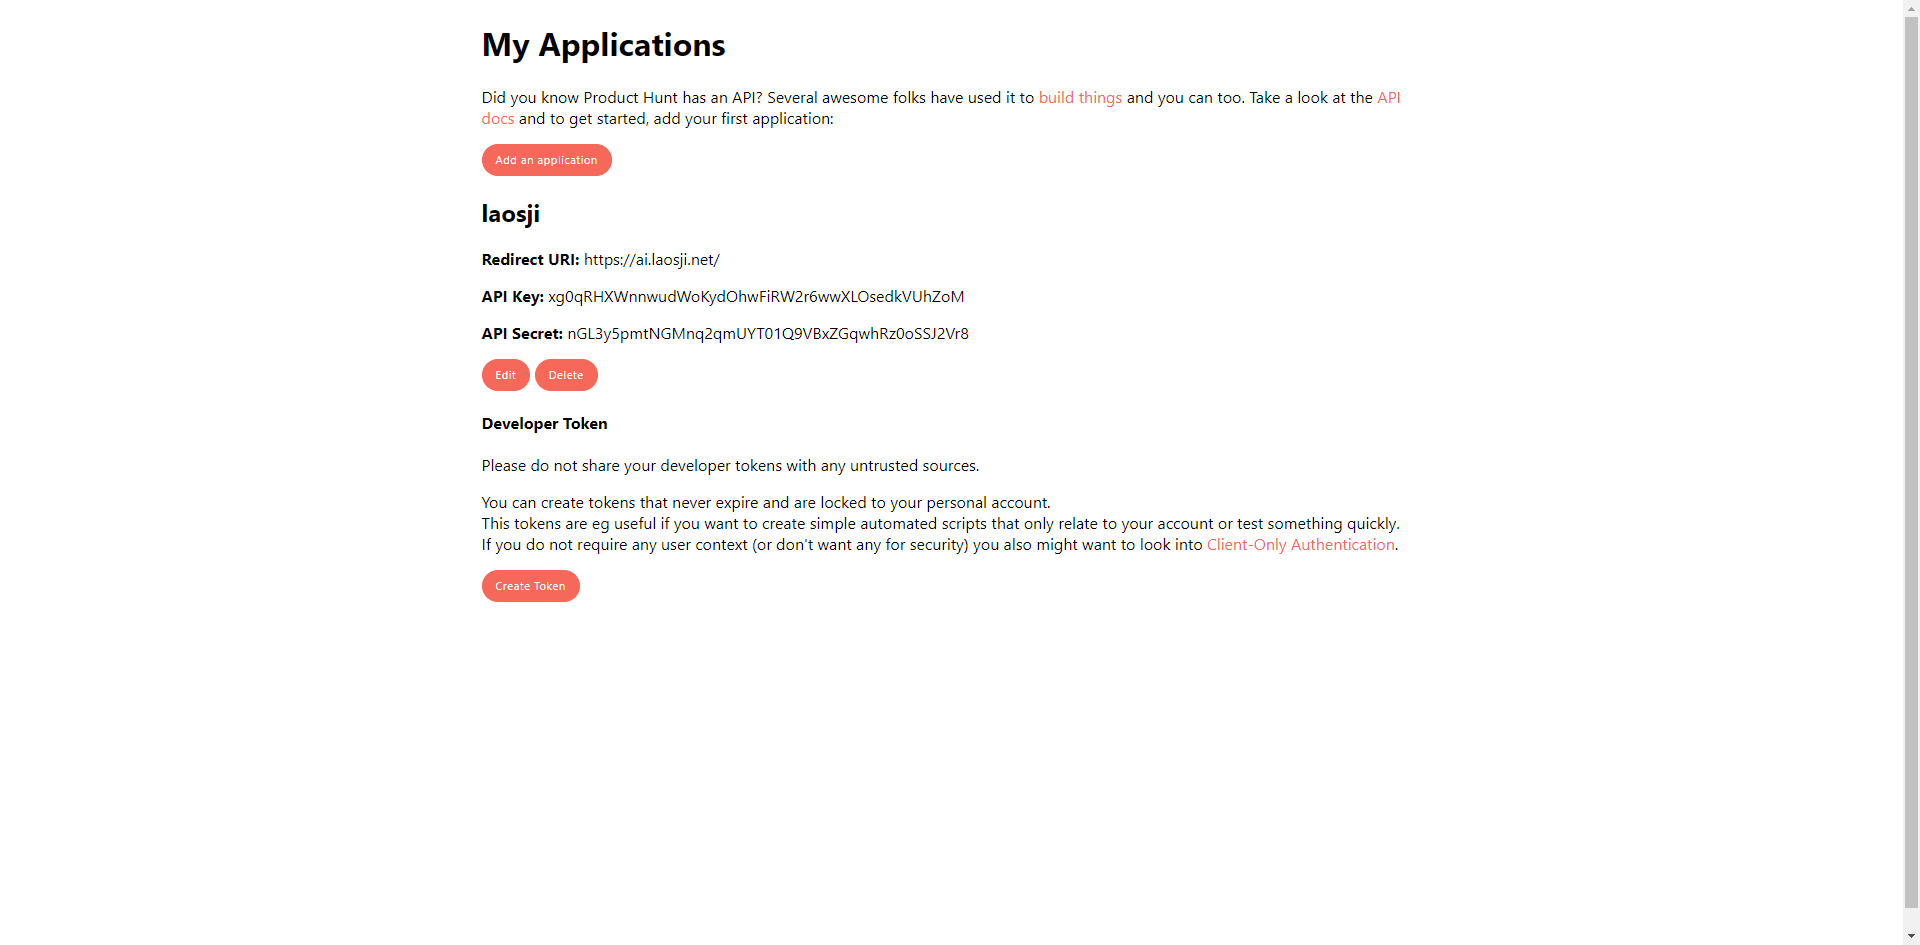 My Applications
Did you know Product Hunt has an API? Several awesome folks have used it to build things and you can too. Take a look at the API
docs and to get started, add your first application:
Add an application
laosji
Redirect URI: https://ai.laosji.net/
API Key: xg0qRHXWnnwudWoKydOhwFiRW2r6wwXLOsedkVUhZoM
API Secret: nGL3y5pmtNGMnq2qmUYT01Q9VBxZGqwhRz0oSSJ2Vr8
Edit Delete
Developer Token
Please do not share your developer tokens with any untrusted sources.
You can create tokens that never expire and are locked to your personal account.
This tokens are eg useful if you want to create simple automated scripts that only relate to your account or test something quickly.
If you do not require any user context (or don't want any for security) you also might want to look into Client-Only Authentication.
Create Token